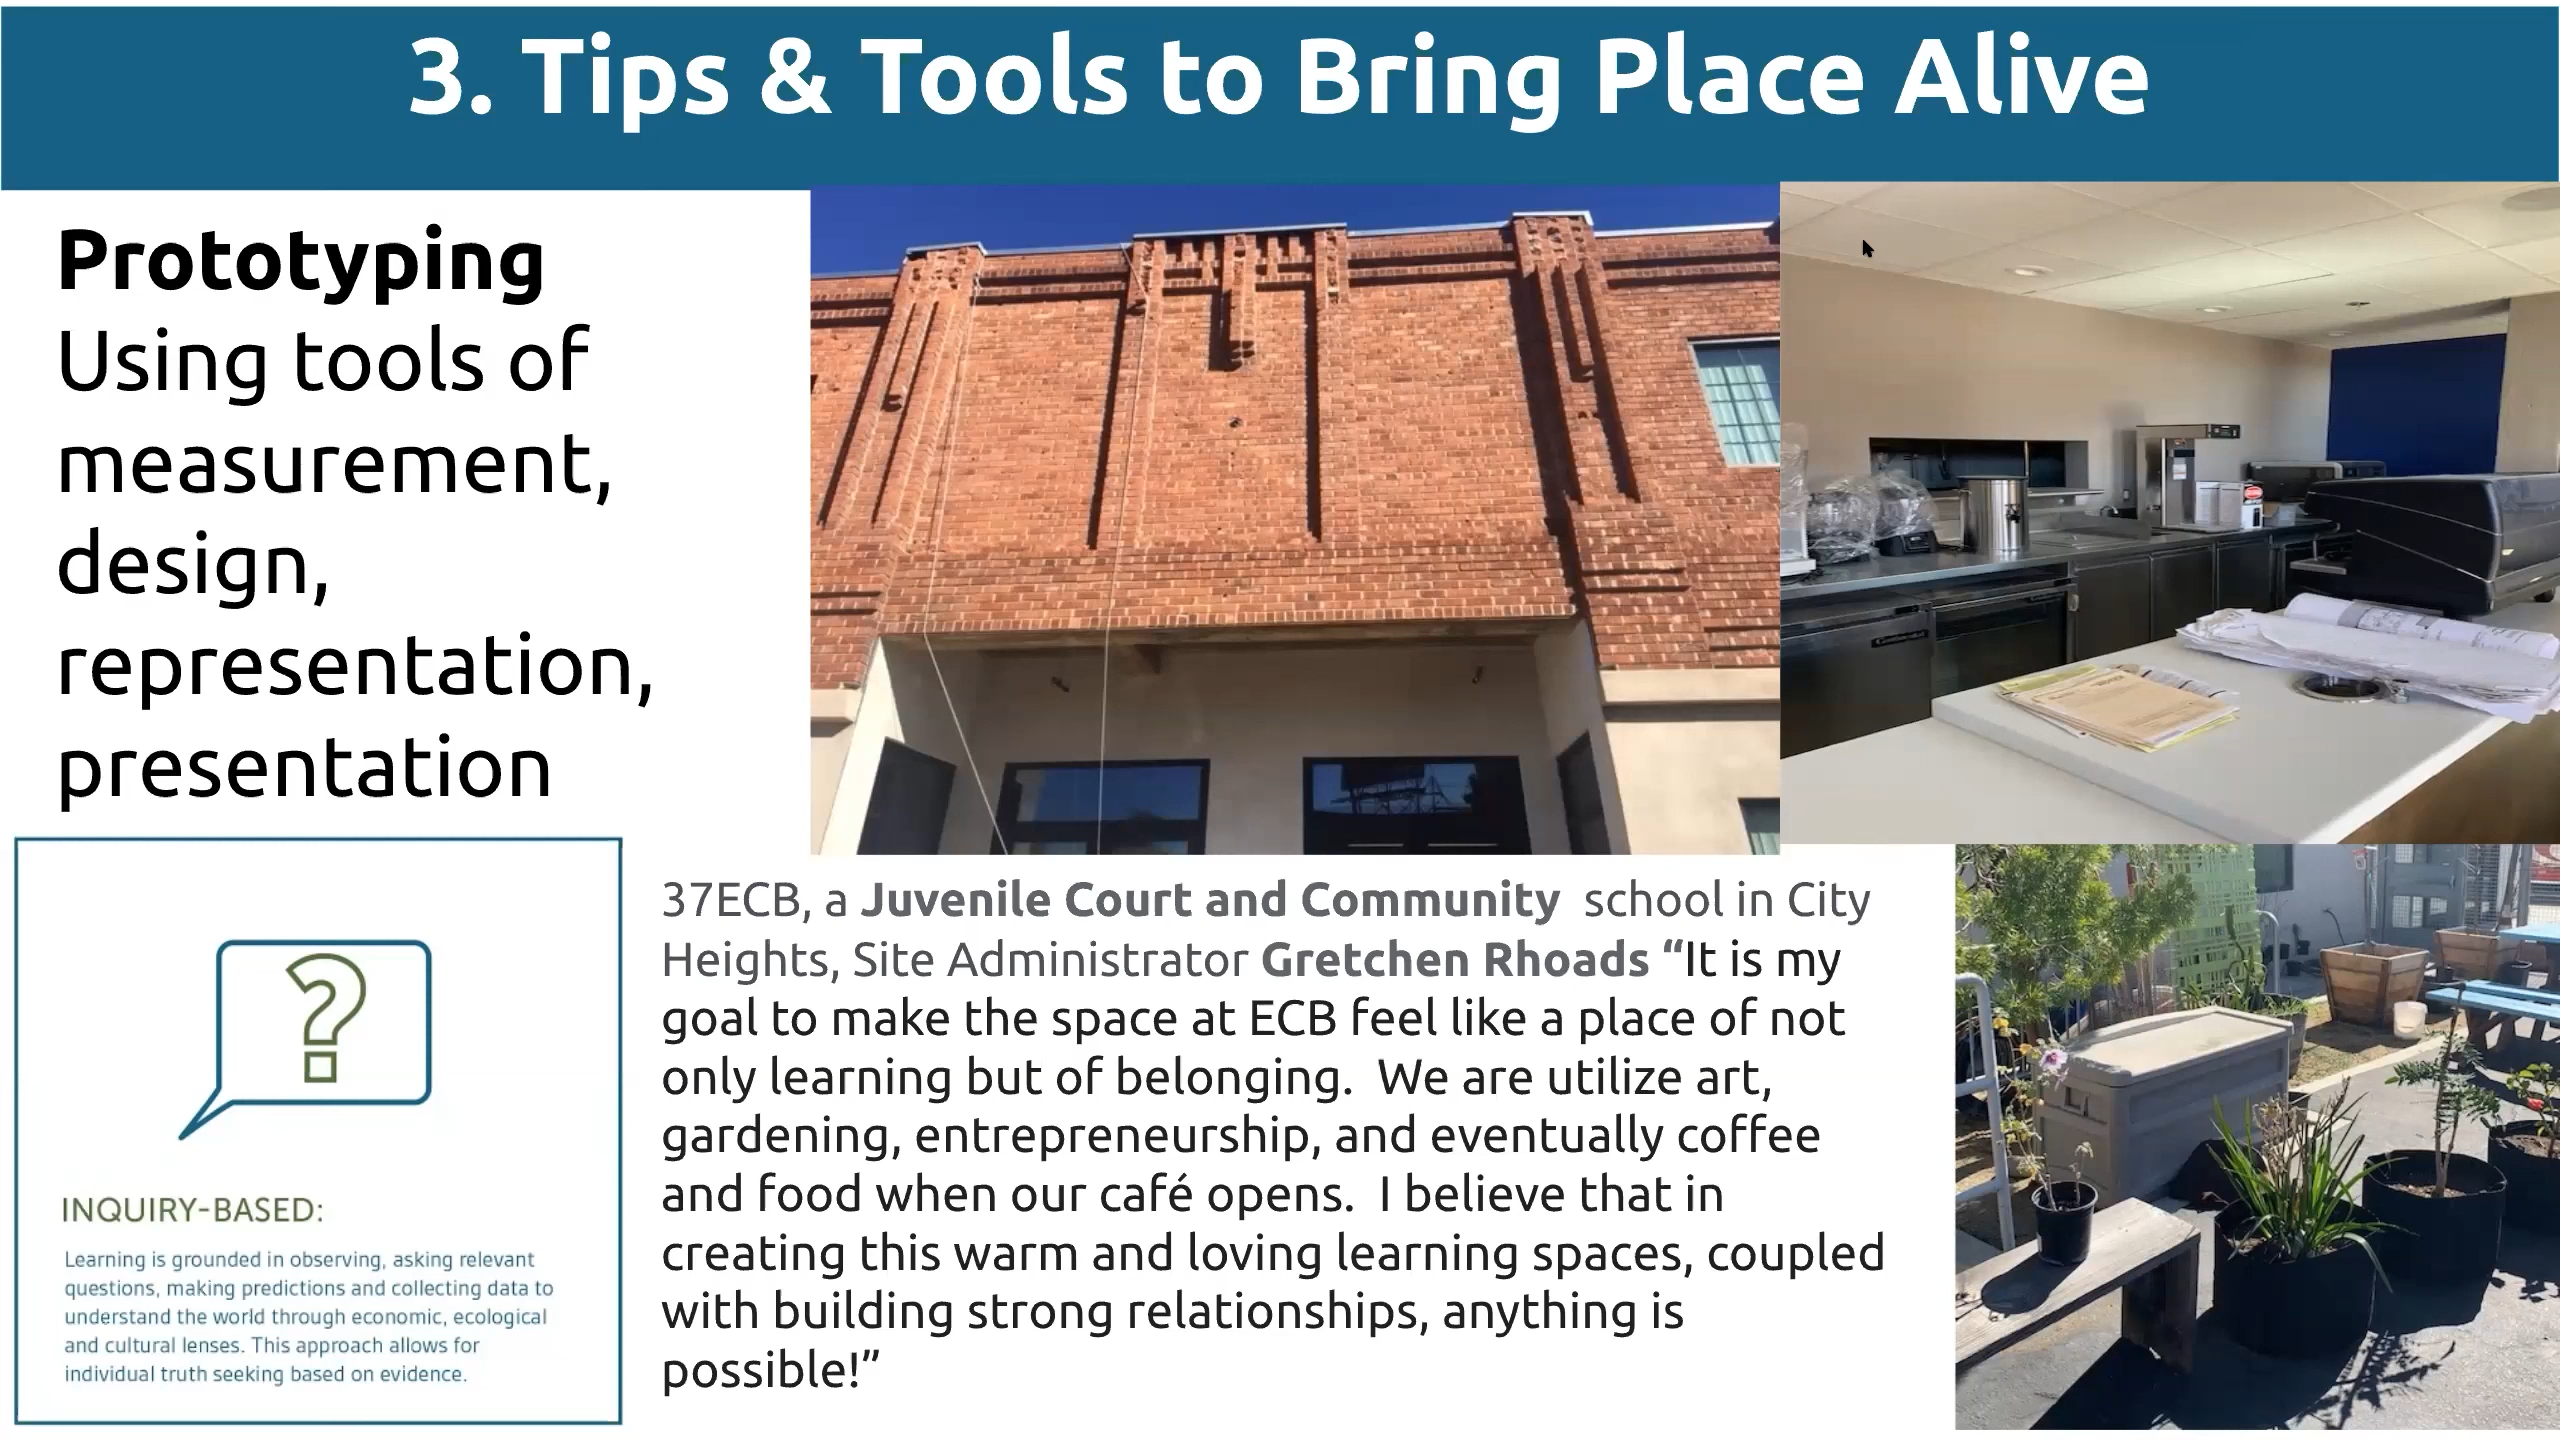 3. Tips & Tools to Bring Place Alive
Prototyping
Using tools of
measurement,
design,
representation,
presentation
INQUIRY-BASED:
Learning is grounded in observing, asking relevant
questions, making predictions and collecting data to
understand the world through economic, ecological
and cultural lenses. This approach allows for
individual truth seeking based on evidence.
37ECB, a Juvenile Court and Community school in City
Heights, Site Administrator Gretchen Rhoads “It is my
goal to make the space at ECB feel like a place of not
only learning but of belonging. We are utilize art,
gardening, entrepreneurship, and eventually coffee
and food when our café opens. I believe that in
creating this warm and loving learning spaces, coupled
with building strong relationships, anything is
possible!”